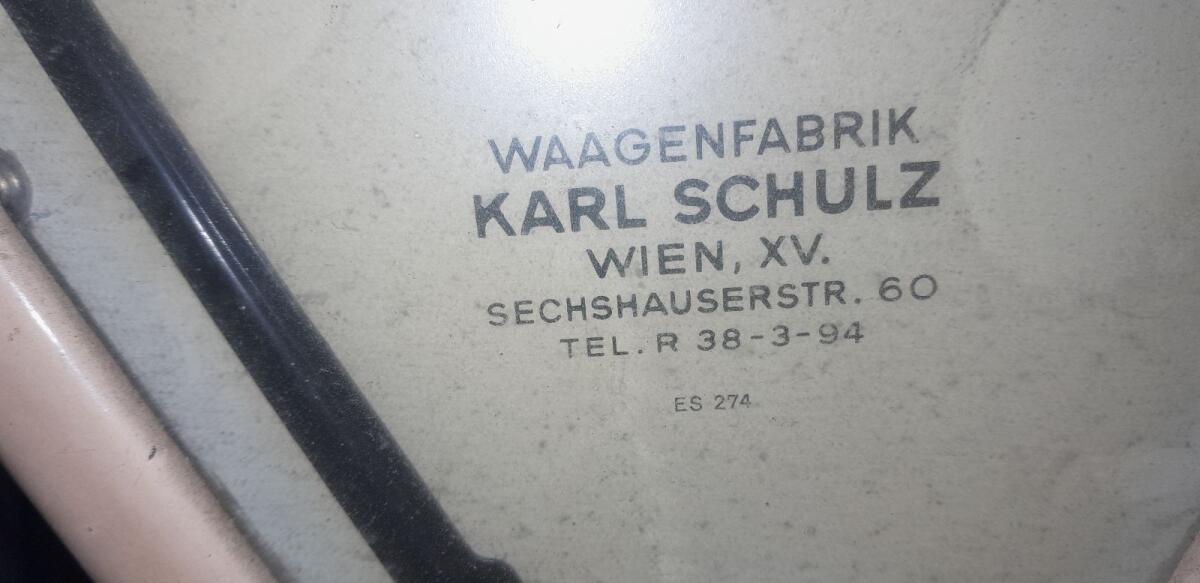 WAAGENFABRIK
KARL SCHULZ
WIEN, XV.
SECHSHAUSERSTR. 60
TEL. R 38-3-94
ES 274